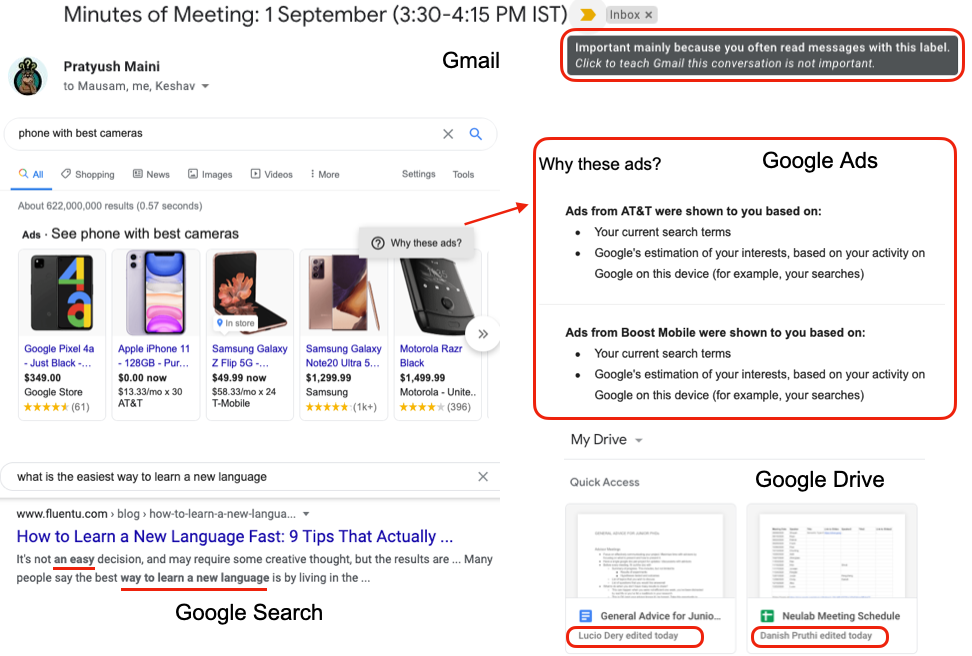 Minutes of Meeting: 1 September (3:30-4:15 PM IST)
Inbox ×
Important mainly because you often read messages with this label.
Click to teach Gmail this conversation is not important.
Gmail
Pratyush Maini
to Mausam, me, Keshav
phone with best cameras
All Shopping News Images Videos More Settings Tools
About 622,000,000 results (0.57 seconds)
Ads · See phone with best cameras
Why these ads?
Google Pixel 4a
- Just Black -...
$349.00
Google Store
(61)
Apple iPhone 11
- 128GB - Pur...
$0.00 now
$13.33/mo x 30
AT&T
In store
Samsung Galaxy
Z Flip 5G -...
$49.99 now
$58.33/mo x 24
T-Mobile
Samsung Galaxy
Note20 Ultra 5...
$1,299.99
Samsung
(1k+)
Motorola Razr
Black
$1,499.99
Motorola - Unite..
(396)
Why these ads?
Google Ads
Ads from AT&T were shown to you based on:
• Your current search terms
• Google's estimation of your interests, based on your activity on
Google on this device (for example, your searches)
Ads from Boost Mobile were shown to you based on:
• Your current search terms
• Google's estimation of your interests, based on your activity on
Google on this device (for example, your searches)
what is the easiest way to learn a new language
www.fluentu.com › blog › how-to-learn-a-new-langua...
How to Learn a New Language Fast: 9 Tips That Actually ...
It's not an easy decision, and may require some creative thought, but the results are ... Many
people say the best way to learn a new language is by living in the ...
Google Search
My Drive
Quick Access
Google Drive
General Advice for Junio...
Lucio Dery edited today
Neulab Meeting Schedule
Danish Pruthi edited today